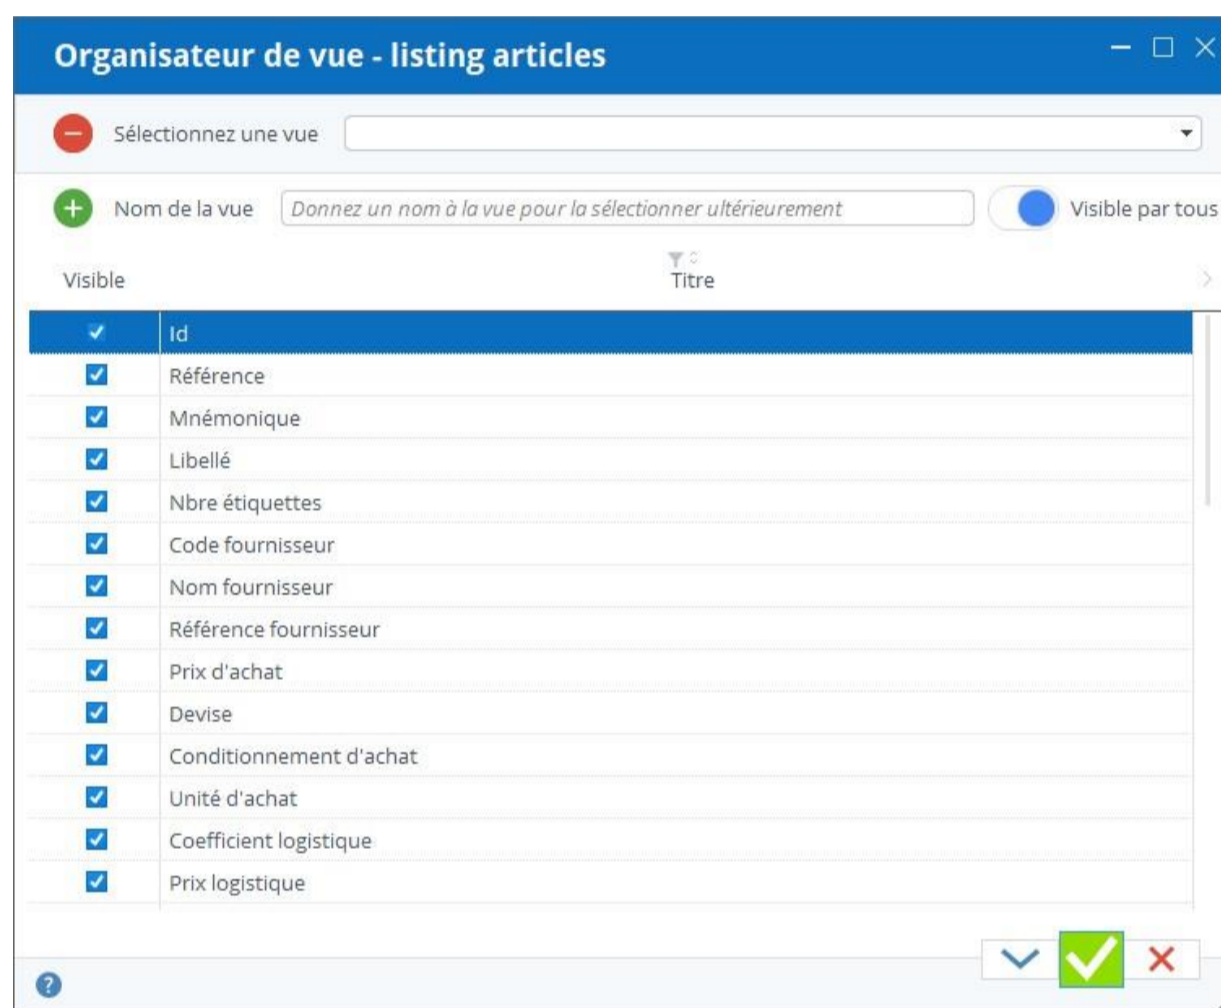 Organisateur de vue - listing articles
Sélectionnez une vue
Nom de la vue Donnez un nom à la vue pour la sélectionner ultérieurement Visible par tous
Visible Titre
Id
Référence
Mnémonique
Libellé
Nbre étiquettes
Code fournisseur
Nom fournisseur
Référence fournisseur
Prix d'achat
Devise
Conditionnement d'achat
Unité d'achat
Coefficient logistique
Prix logistique
?